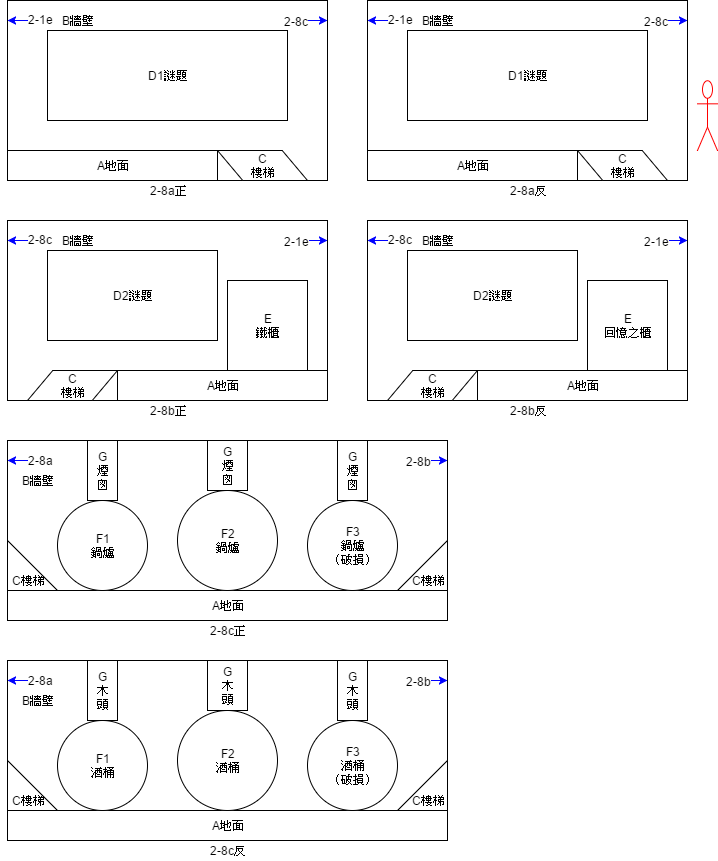 2-1e
B牆壁
2-8c
D1謎題
A地面
C
樓梯
2-8a正
2-1e
B牆壁
2-8c
D1謎題
A地面
C
樓梯
2-8a反
2-8c
B牆壁
2-1e
D2謎題
E
鐵櫃
C
樓梯
A地面
2-8b正
2-8c
B牆壁
2-1e
D2謎題
E
回憶之櫃
C
樓梯
A地面
2-8b反
2-8a
B牆壁
G
煙
囪
G
煙
囪
G
煙
囪
2-8b
F1
鍋爐
F2
鍋爐
F3
鍋爐
(破損)
C樓梯
C樓梯
A地面
2-8c正
2-8a
B牆壁
G
木
頭
G
木
頭
G
木
頭
2-8b
F1
酒桶
F2
酒桶
F3
酒桶
(破損)
C樓梯
C樓梯
A地面
2-8c反